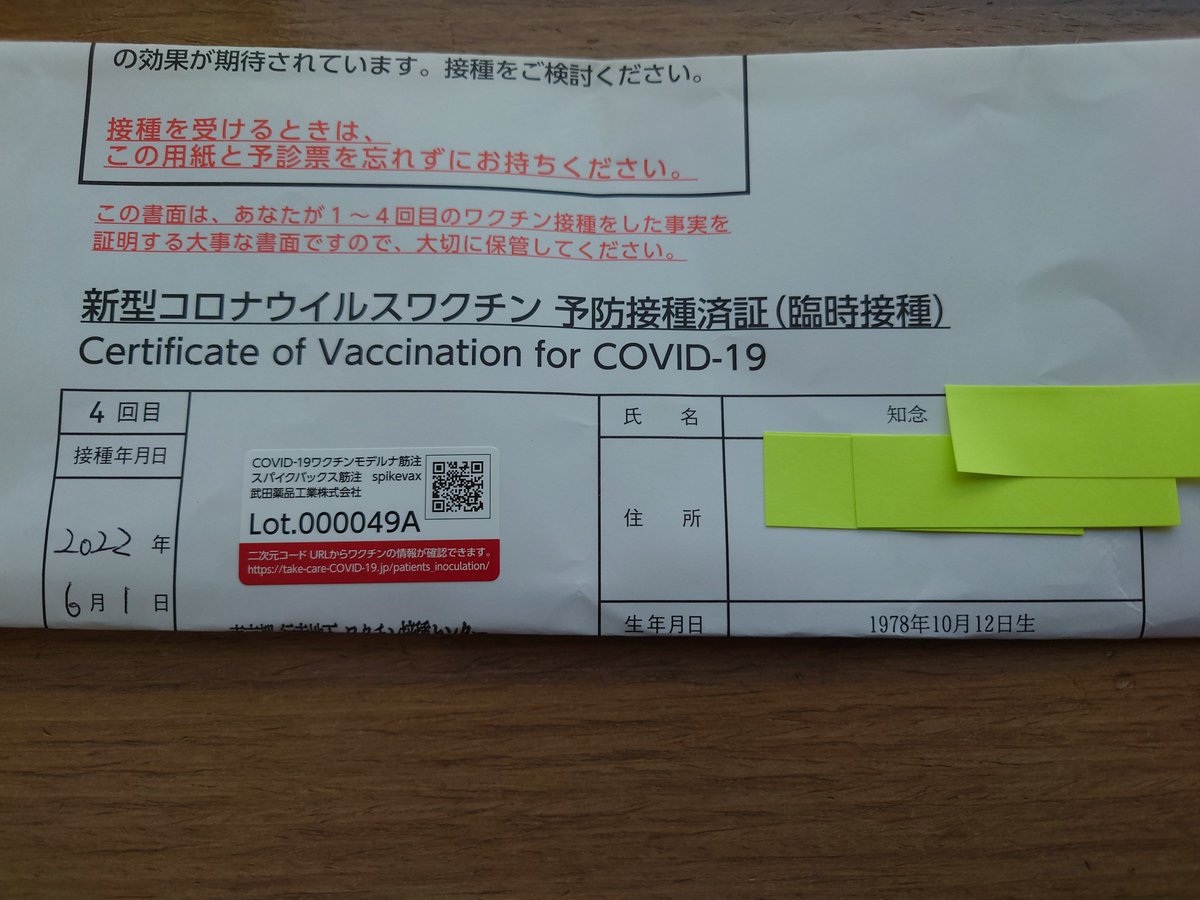 の効果が期待されています。接種をご検討ください。
接種を受けるときは、
この用紙と予診票を忘れずにお持ちください。
この書面は、あなたが１～４回目のワクチン接種をした事実を
証明する大事な書面ですので、大切に保管してください。
新型コロナウイルスワクチン 予防接種済証（臨時接種）
Certificate of Vaccination for COVID-19
4 回目
接種年月日
2022 年
6月 1 日
COVID-19ワクチンモデルナ筋注
スパイクバックス筋注 spikevax
武田薬品工業株式会社
Lot.000049A
二次元コード URLからワクチンの情報が確認できます。
https://take-care-COVID-19.jp/patients_inoculation/
ワクチン接種センター
氏 名
知念
住 所
生年月日
1978年10月12日生